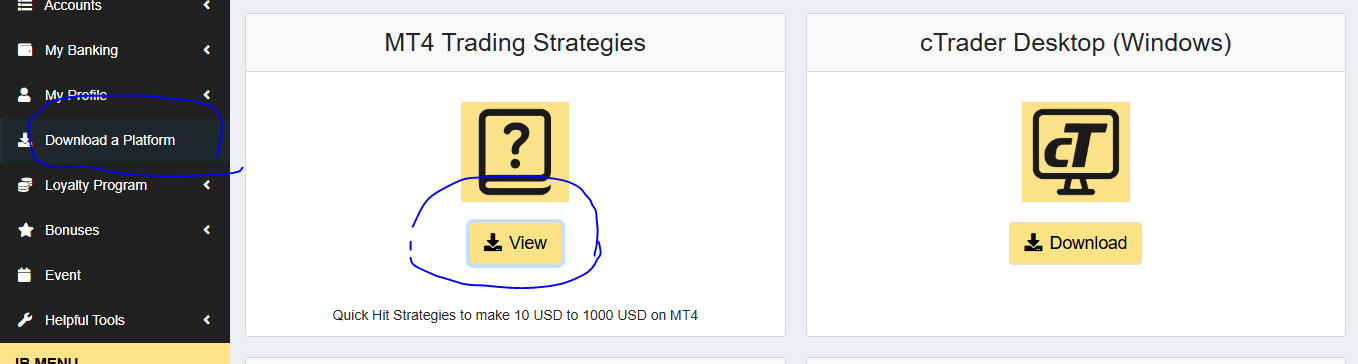 Accounts
My Banking
My Profile
Download a Platform
Loyalty Program
Bonuses
Event
Helpful Tools
IB MENU
MT4 Trading Strategies
?
View
Quick Hit Strategies to make 10 USD to 1000 USD on MT4
cTrader Desktop (Windows)
cT
Download